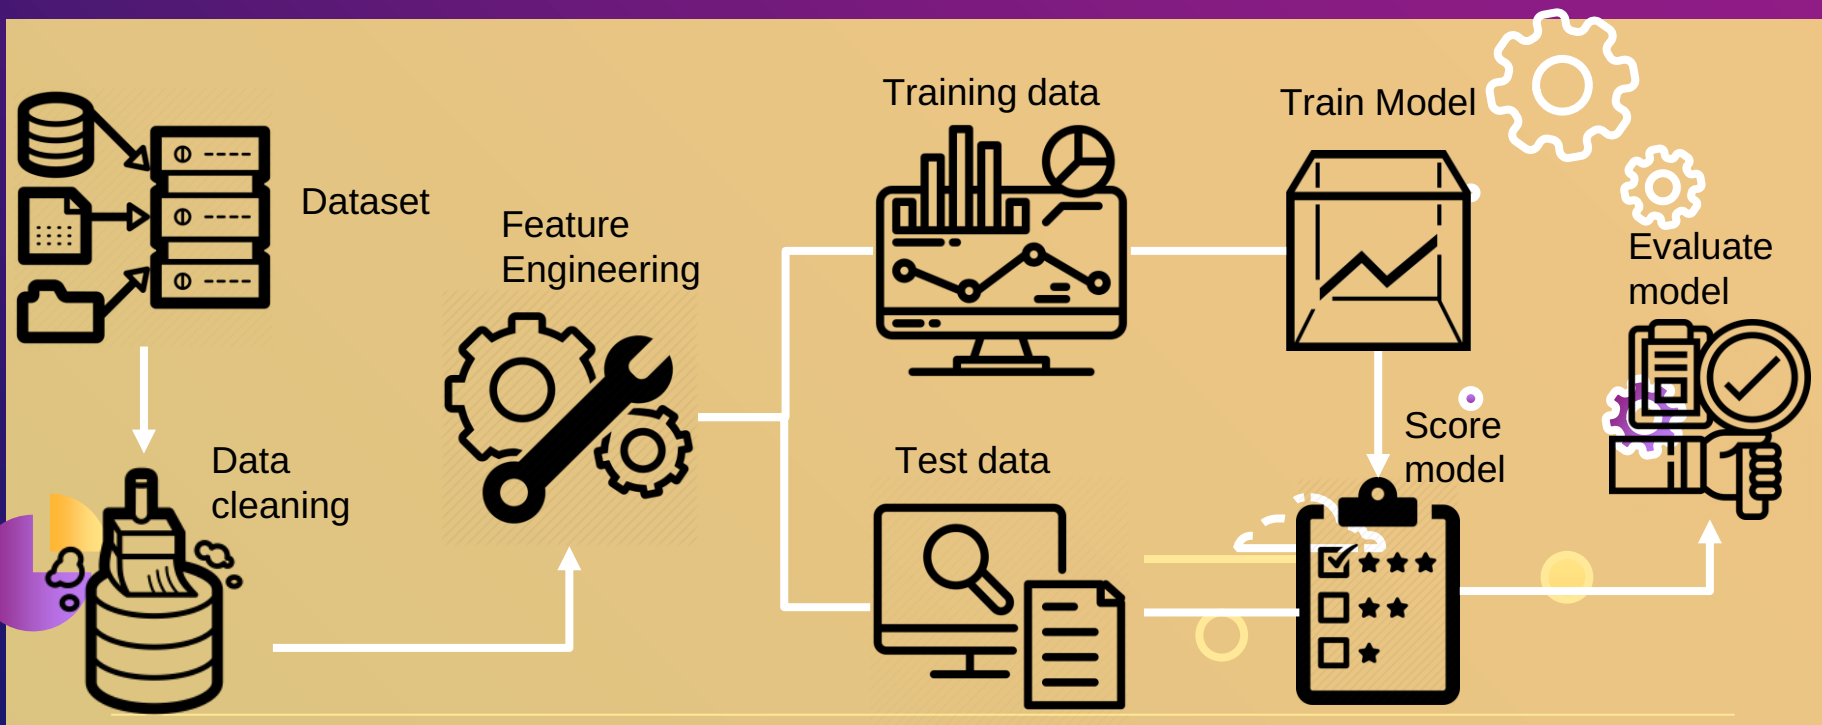 Dataset
Data
cleaning
Feature
Engineering
Training data
Test data
Train Model
Score
model
Evaluate
model